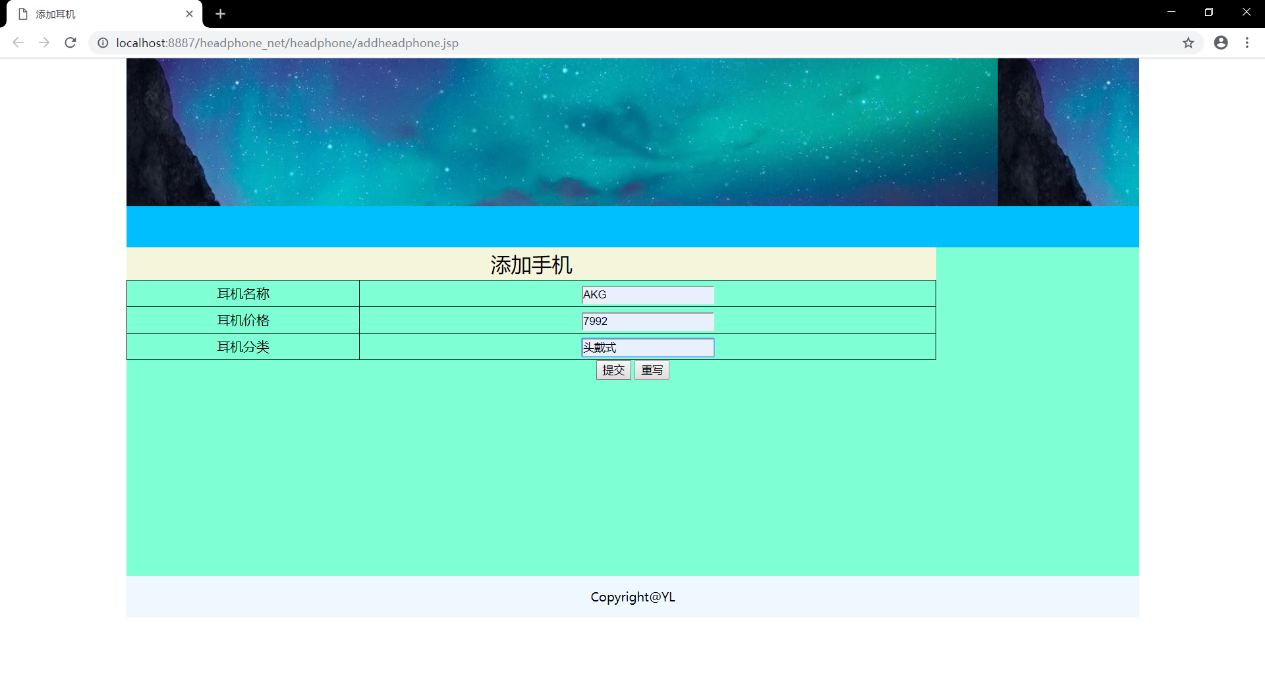 添加耳机
localhost:8887/headphone_net/headphone/addheadphone.jsp
添加手机
耳机名称 AKG
耳机价格 7992
耳机分类 头戴式
提交 重写
Copyright@YL